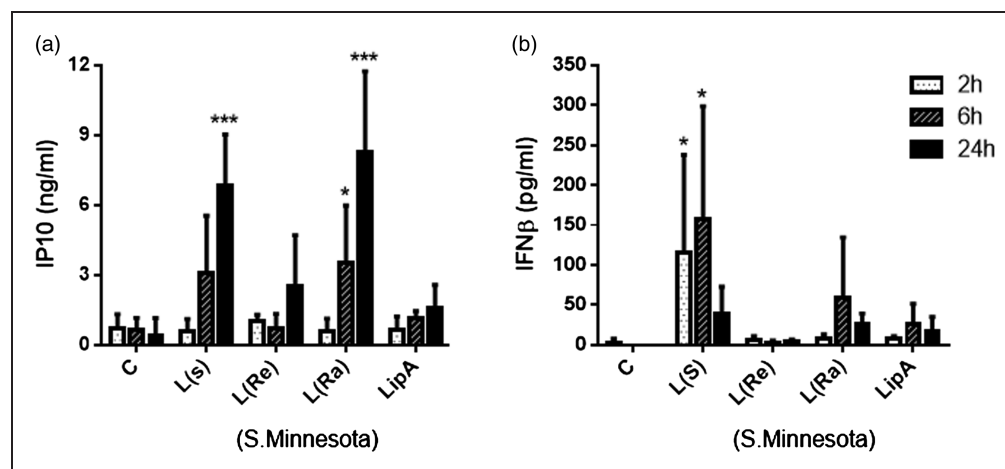 (a)
***
***
*
12
9
6
3
0
IP10 (ng/ml)
C
L(s)
L(Re)
L(Ra)
LipA
(S.Minnesota)
(b)
*
*
350
300
250
200
150
100
50
0
IFNβ (pg/ml)
C
L(S)
L(Re)
L(Ra)
LipA
(S.Minnesota)
2h
6h
24h